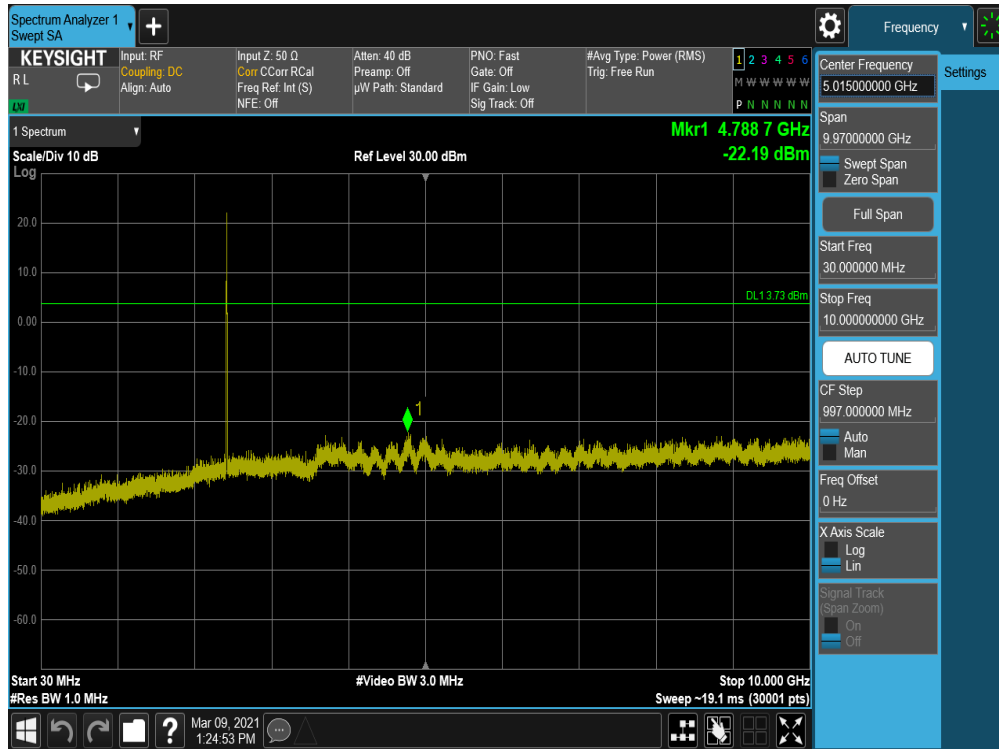 Spectrum Analyzer 1
Swept SA
Frequency
KEYSIGHT
R L
LXI
Input: RF
Coupling: DC
Align: Auto
Input Z: 50 Ω
Corr CCorr RCal
Freq Ref: Int (S)
NFE: Off
Atten: 40 dB
Preamp: Off
µW Path: Standard
PNO: Fast
Gate: Off
IF Gain: Low
Sig Track: Off
#Avg Type: Power (RMS)
Trig: Free Run
1 2 3 4 5 6
M W W W W W
P N N N N N
Center Frequency
5.015000000 GHz
Settings
1 Spectrum
Mkr1 4.788 7 GHz
-22.19 dBm
Scale/Div 10 dB
Ref Level 30.00 dBm
Log
20.0
10.0
0.00
-10.0
-20.0
-30.0
-40.0
-50.0
-60.0
DL1 3.73 dBm
1
Start 30 MHz
#Video BW 3.0 MHz
Stop 10.000 GHz
#Res BW 1.0 MHz
Sweep ~19.1 ms (30001 pts)
Span
9.97000000 GHz
Swept Span
Zero Span
Full Span
Start Freq
30.000000 MHz
Stop Freq
10.000000000 GHz
AUTO TUNE
CF Step
997.000000 MHz
Auto
Man
Freq Offset
0 Hz
X Axis Scale
Log
Lin
Signal Track
(Span Zoom)
On
Off
?
Mar 09, 2021
1:24:53 PM